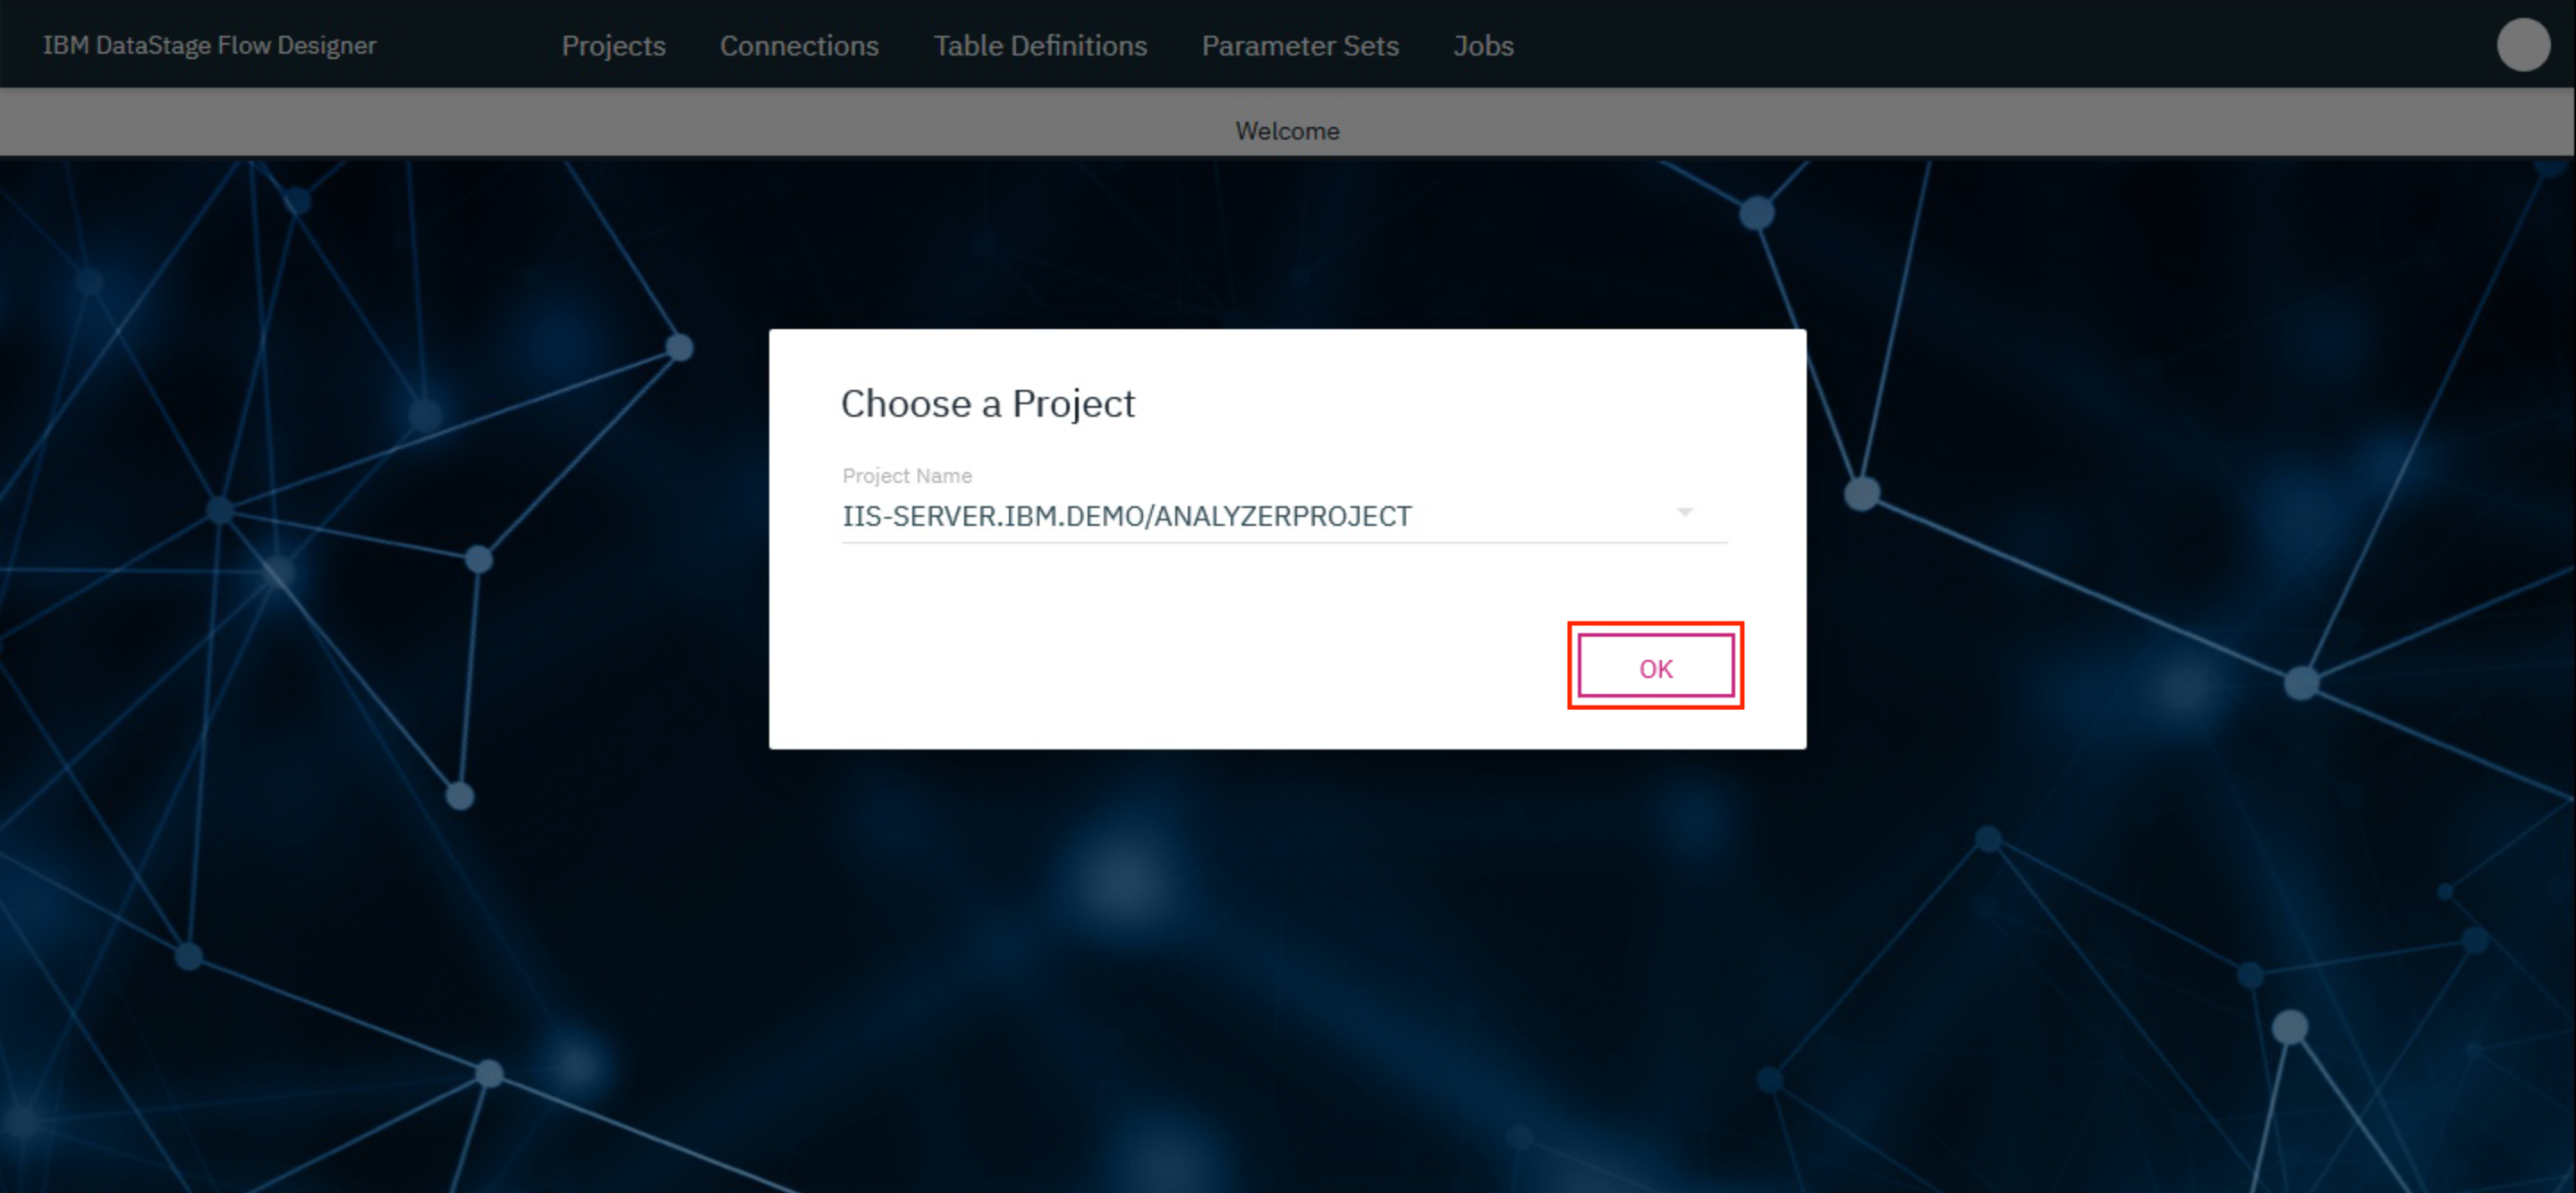 IBM DataStage Flow Designer Projects Connections Table Definitions Parameter Sets Jobs
Welcome
Choose a Project
Project Name
IIS-SERVER.IBM.DEMO/ANALYZERPROJECT
OK